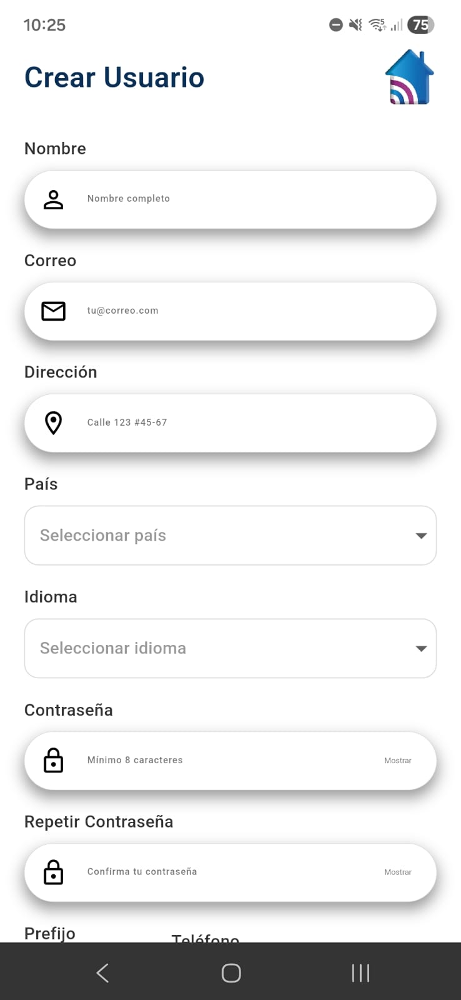 10:25
75
Crear Usuario
Nombre
Nombre completo
Correo
tu@correo.com
Dirección
Calle 123 #45-67
País
Seleccionar país
Idioma
Seleccionar idioma
Contraseña
Mínimo 8 caracteres
Mostrar
Repetir Contraseña
Confirma tu contraseña
Mostrar
Prefijo
Teléfono